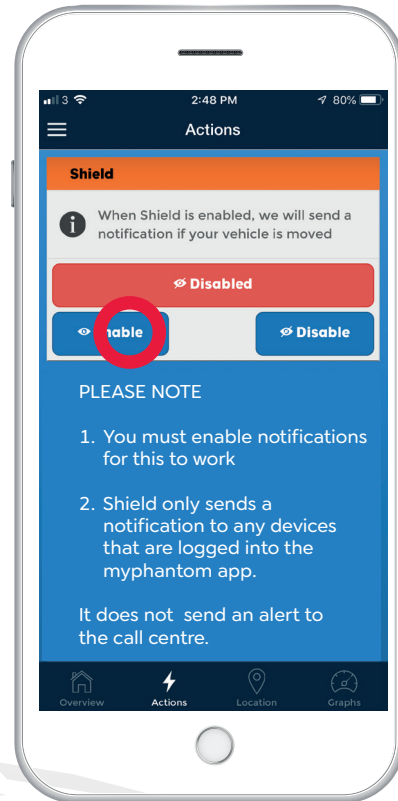 3 2:48 PM 80%
Actions
Shield
i When Shield is enabled, we will send a
notification if your vehicle is moved
Disabled
Enable Disable
PLEASE NOTE
1. You must enable notifications
for this to work
2. Shield only sends a
notification to any devices
that are logged into the
myphantom app.
It does not send an alert to
the call centre.
Overview Actions Location Graphs